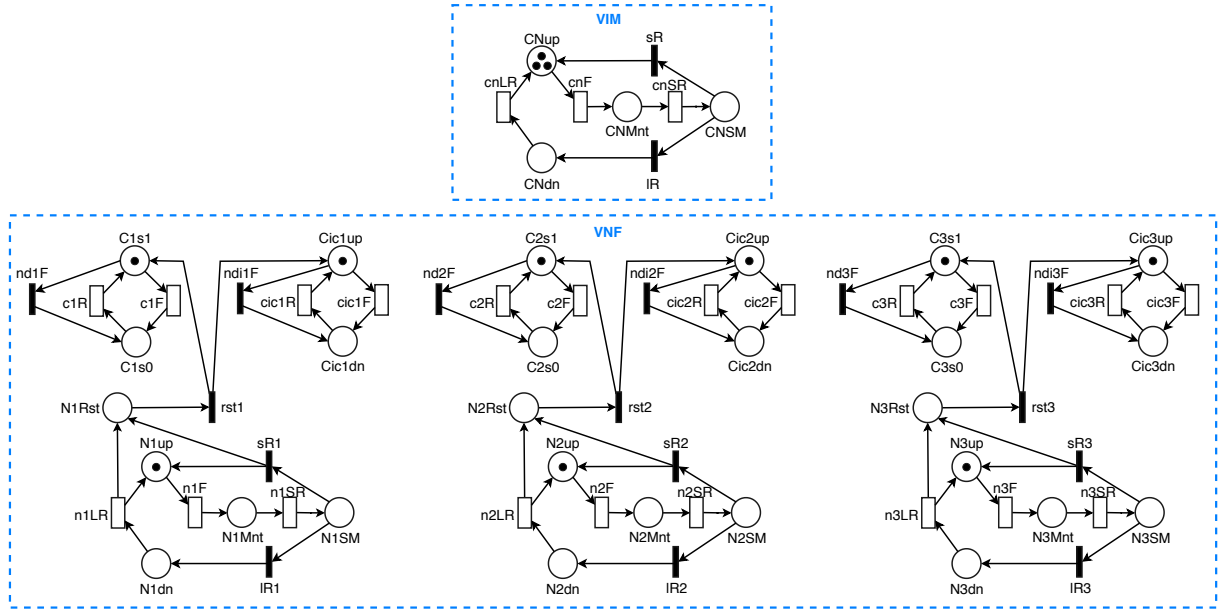 VIM
CNup
sR
cnLR
cnF
cnSR
CNMnt
CNSM
CNdn
lR
VNF
C1s1
Cic1up
C2s1
Cic2up
C3s1
Cic3up
nd1F
ndi1F
nd2F
ndi2F
nd3F
ndi3F
c1R
c1F
cic1R
cic1F
c2R
c2F
cic2R
cic2F
c3R
c3F
cic3R
cic3F
C1s0
Cic1dn
C2s0
Cic2dn
C3s0
Cic3dn
N1Rst
rst1
N2Rst
rst2
N3Rst
rst3
N1up
sR1
N2up
sR2
N3up
sR3
n1F
n1SR
n2F
n2SR
n3F
n3SR
n1LR
N1Mnt
N1SM
n2LR
N2Mnt
N2SM
n3LR
N3Mnt
N3SM
N1dn
lR1
N2dn
lR2
N3dn
lR3